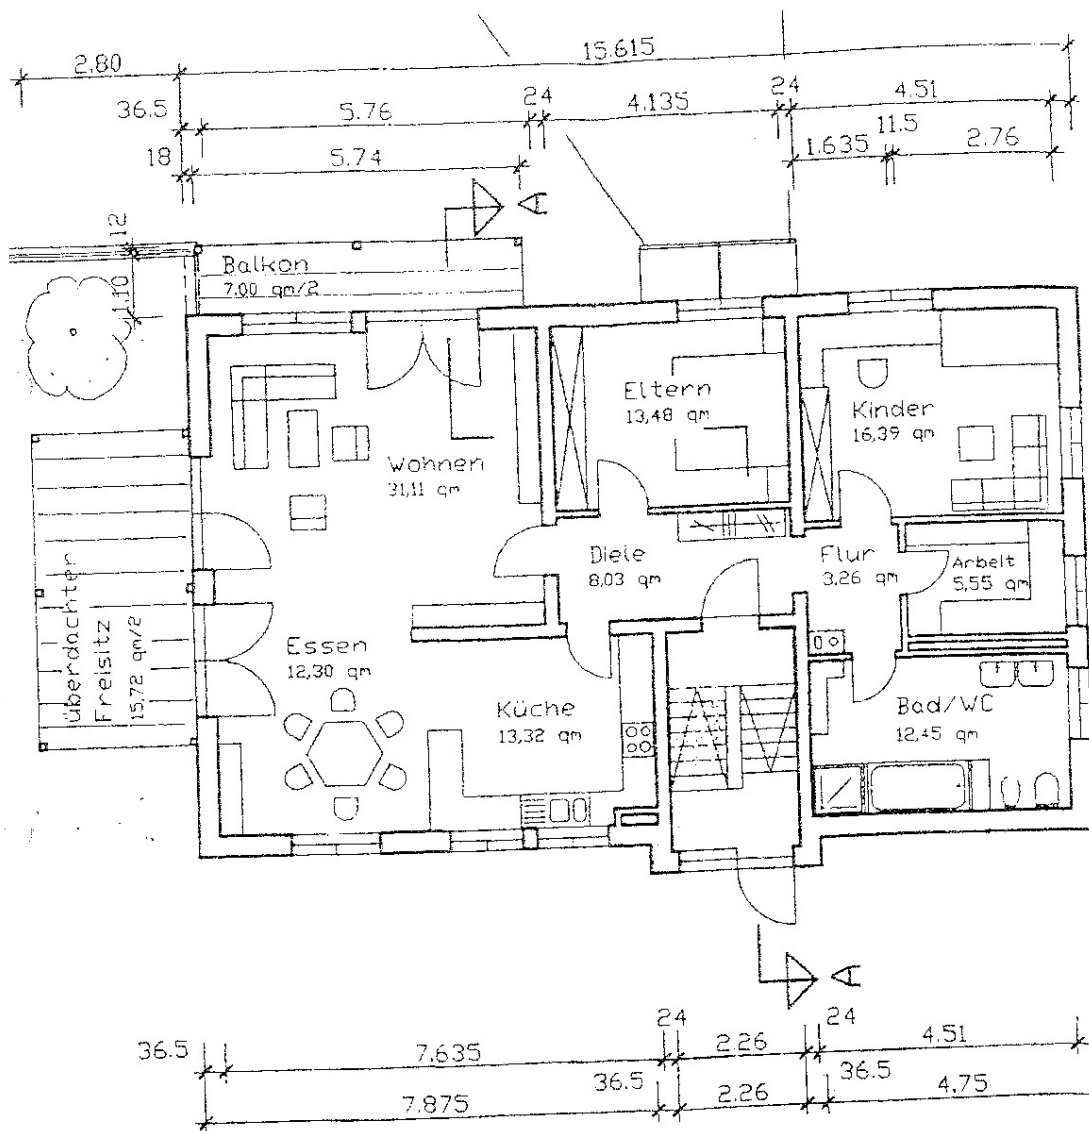 2.80
15.615
36.5
5.76
24
4.135
24
4.51
18
5.74
1.635
11.5
2.76
A
12
1.10
Balkon
7.00 qm/2
Eltern
13,48 qm
Kinder
16,39 qm
Wohnen
31,11 qm
Diele
8,03 qm
Flur
3,26 qm
Arbeit
5,55 qm
überdachter
Freisitz
15,72 qm/2
Essen
12,30 qm
Küche
13,32 qm
Bad/WC
12,45 qm
A
36.5
7.635
24
2.26
24
4.51
36.5
36.5
7.875
2.26
4.75